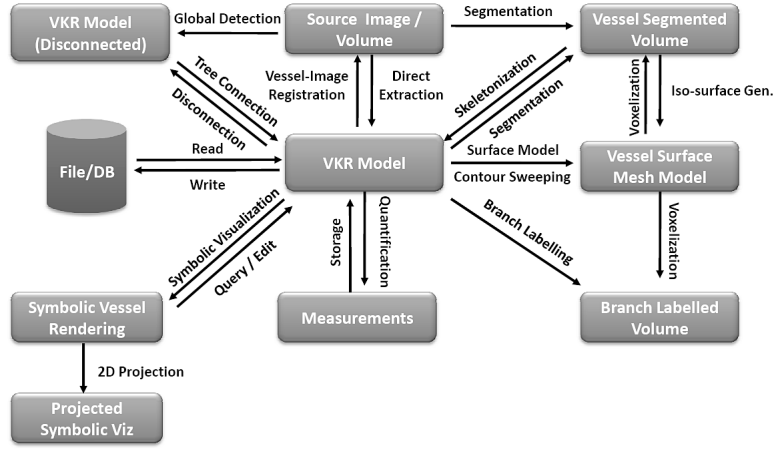 VKR Model
(Disconnected)
Global Detection
Source Image /
Volume
Segmentation
Vessel Segmented
Volume
Tree Connection
Disconnection
Vessel-Image
Registration
Direct
Extraction
Skeletonization
Segmentation
Voxelization
Iso-surface Gen.
File/DB
Read
Write
VKR Model
Surface Model
Contour Sweeping
Vessel Surface
Mesh Model
Symbolic Visualization
Query / Edit
Storage
Quantification
Branch Labelling
Voxelization
Symbolic Vessel
Rendering
Measurements
Branch Labelled
Volume
2D Projection
Projected
Symbolic Viz